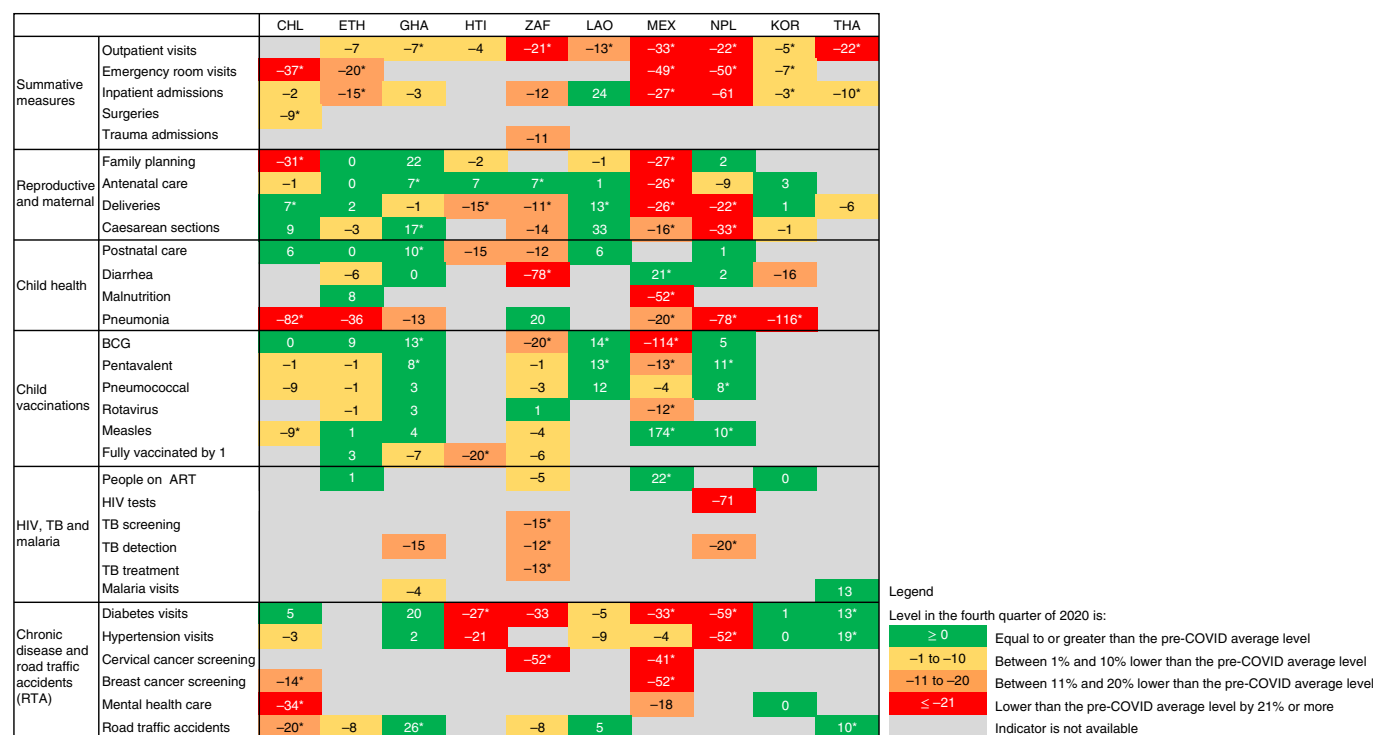 CHL ETH GHA HTI ZAF LAO MEX NPL KOR THA
Summative measures
Outpatient visits –7 –7* –4 –21* –13* –33* –22* –5* –22*
Emergency room visits –37* –20* –49* –50* –7*
Inpatient admissions –2 –15* –3 –12 24 –27* –61 –3* –10*
Surgeries –9*
Trauma admissions –11
Reproductive and maternal
Family planning –31* 0 22 –2 –1 –27* 2
Antenatal care –1 0 7* 7 7* 1 –26* –9 3
Deliveries 7* 2 –1 –15* –11* 13* –26* –22* 1 –6
Caesarean sections 9 –3 17* –14 33 –16* –33* –1
Child health
Postnatal care 6 0 10* –15 –12 6 1
Diarrhea –6 0 –78* 21* 2 –16
Malnutrition 8 –52*
Pneumonia –82* –36 –13 20 –20* –78* –116*
Child vaccinations
BCG 0 9 13* –20* 14* –114* 5
Pentavalent –1 –1 8* –1 13* –13* 11*
Pneumococcal –9 –1 3 –3 12 –4 8*
Rotavirus –1 3 1 –12*
Measles –9* 1 4 –4 174* 10*
Fully vaccinated by 1 3 –7 –20* –6
HIV, TB and malaria
People on ART 1 –5 22* 0
HIV tests –71
TB screening –15*
TB detection –15 –12* –20*
TB treatment –13*
Malaria visits –4 13
Chronic disease and road traffic accidents (RTA)
Diabetes visits 5 20 –27* –33 –5 –33* –59* 1 13*
Hypertension visits –3 2 –21 –9 –4 –52* 0 19*
Cervical cancer screening –52* –41*
Breast cancer screening –14* –52*
Mental health care –34* –18 0
Road traffic accidents –20* –8 26* –8 5 10*
Legend
Level in the fourth quarter of 2020 is:
≥ 0 Equal to or greater than the pre-COVID average level
–1 to –10 Between 1% and 10% lower than the pre-COVID average level
–11 to –20 Between 11% and 20% lower than the pre-COVID average level
≤ –21 Lower than the pre-COVID average level by 21% or more
Indicator is not available